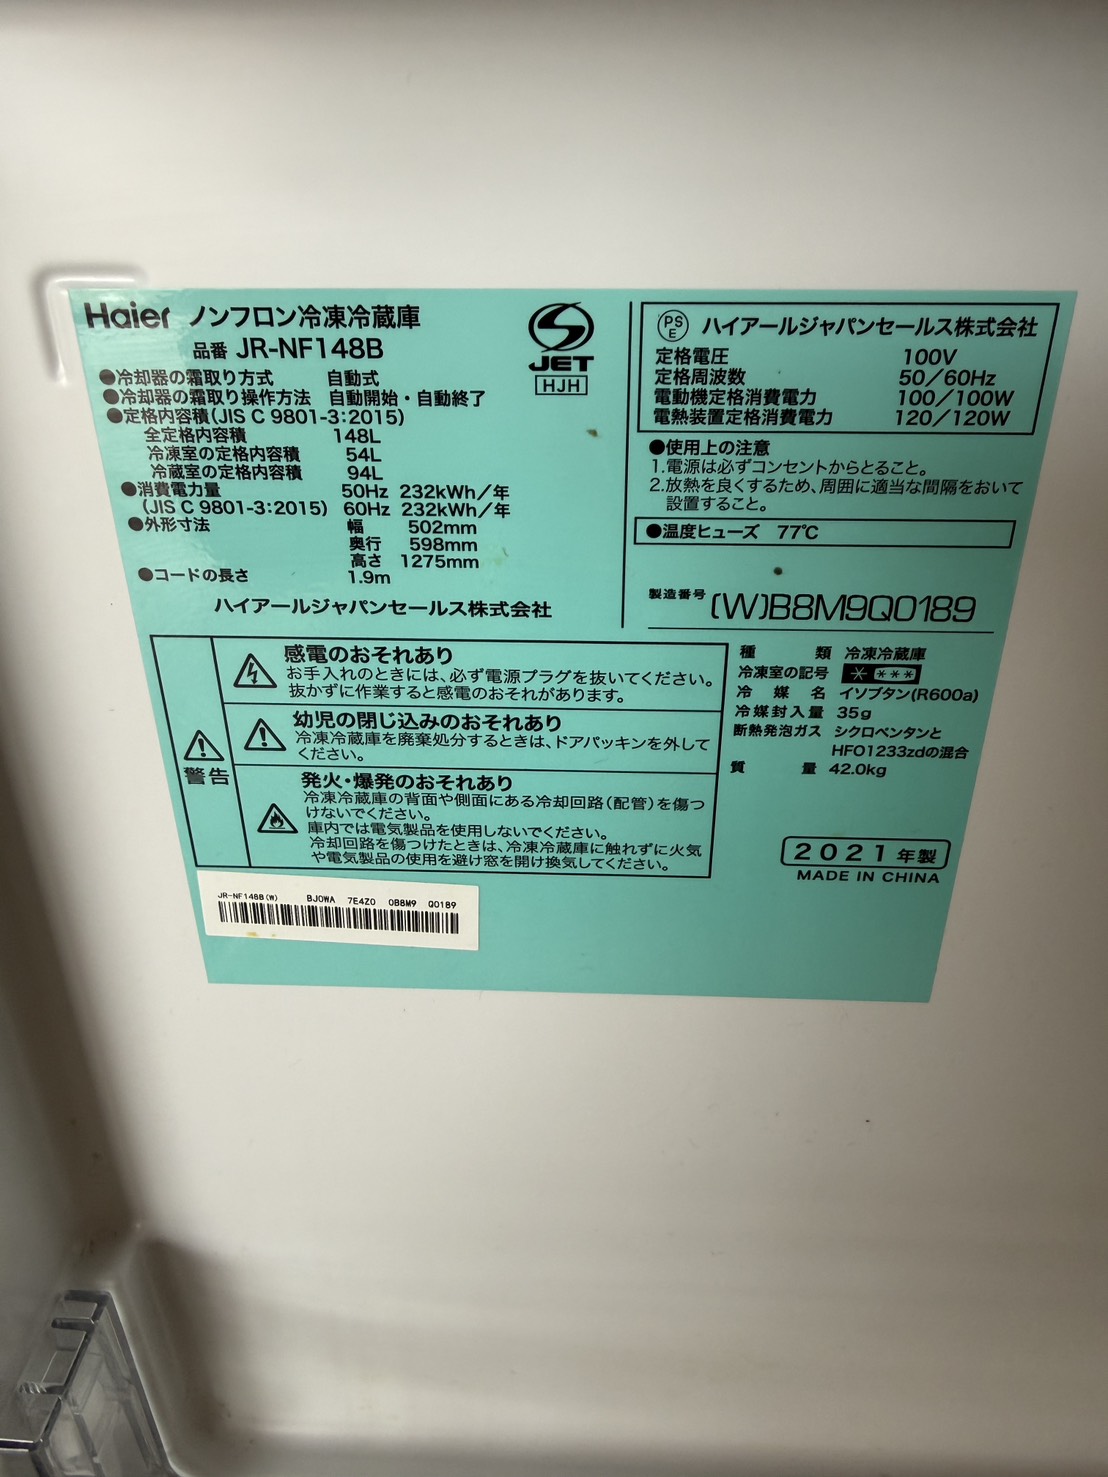 Haier ノンフロン冷凍冷蔵庫
品番 JR-NF148B
●冷却器の霜取り方式 自動式
●冷却器の霜取り操作方法 自動開始・自動終了
●定格内容積(JIS C 9801-3:2015)
全定格内容積 148L
冷凍室の定格内容積 54L
冷蔵室の定格内容積 94L
●消費電力量 50Hz 232kWh/年
(JIS C 9801-3:2015) 60Hz 232kWh/年
●外形寸法 幅 502mm
奥行 598mm
高さ 1275mm
●コードの長さ 1.9m
ハイアールジャパンセールス株式会社
JET
HJH
PSE ハイアールジャパンセールス株式会社
定格電圧 100V
定格周波数 50/60Hz
電動機定格消費電力 100/100W
電熱装置定格消費電力 120/120W
●使用上の注意
1.電源は必ずコンセントからとること。
2.放熱を良くするため、周囲に適当な間隔をおいて
設置すること。
●温度ヒューズ 77℃
製造番号 (W)B8M9Q0189
警告
感電のおそれあり
お手入れのときには、必ず電源プラグを抜いてください。
抜かずに作業すると感電のおそれがあります。
幼児の閉じ込みのおそれあり
冷凍冷蔵庫を廃棄処分するときは、ドアパッキンを外して
ください。
発火・爆発のおそれあり
冷凍冷蔵庫の背面や側面にある冷却回路(配管)を傷つ
けないでください。
庫内では電気製品を使用しないでください。
冷却回路を傷つけたときは、冷凍冷蔵庫に触れずに火気
や電気製品の使用を避け窓を開け換気してください。
種類 冷凍冷蔵庫
冷凍室の記号 * ***
冷媒名 イソブタン(R600a)
冷媒封入量 35g
断熱発泡ガス シクロペンタンと
HFO1233zdの混合
質量 42.0kg
2021年製
MADE IN CHINA
JR-NF148B(W) BJ0WA 7E4Z0 0B8M9 Q0189